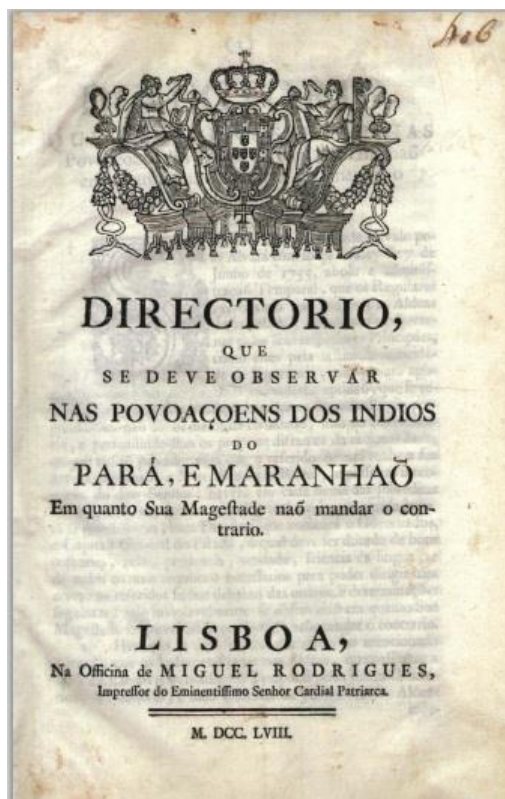 406
DIRECTORIO,
QUE
SE DEVE OBSERVAR
NAS POVOAÇOENS DOS INDIOS
DO
PARÁ, E MARANHAÕ
Em quanto Sua Mageſtade naõ mandar o con-
trario.
LISBOA,
Na Officina de MIGUEL RODRIGUES,
Impreſſor do Eminentiſſimo Senhor Cardial Patriarca.
M. DCC. LVIII.